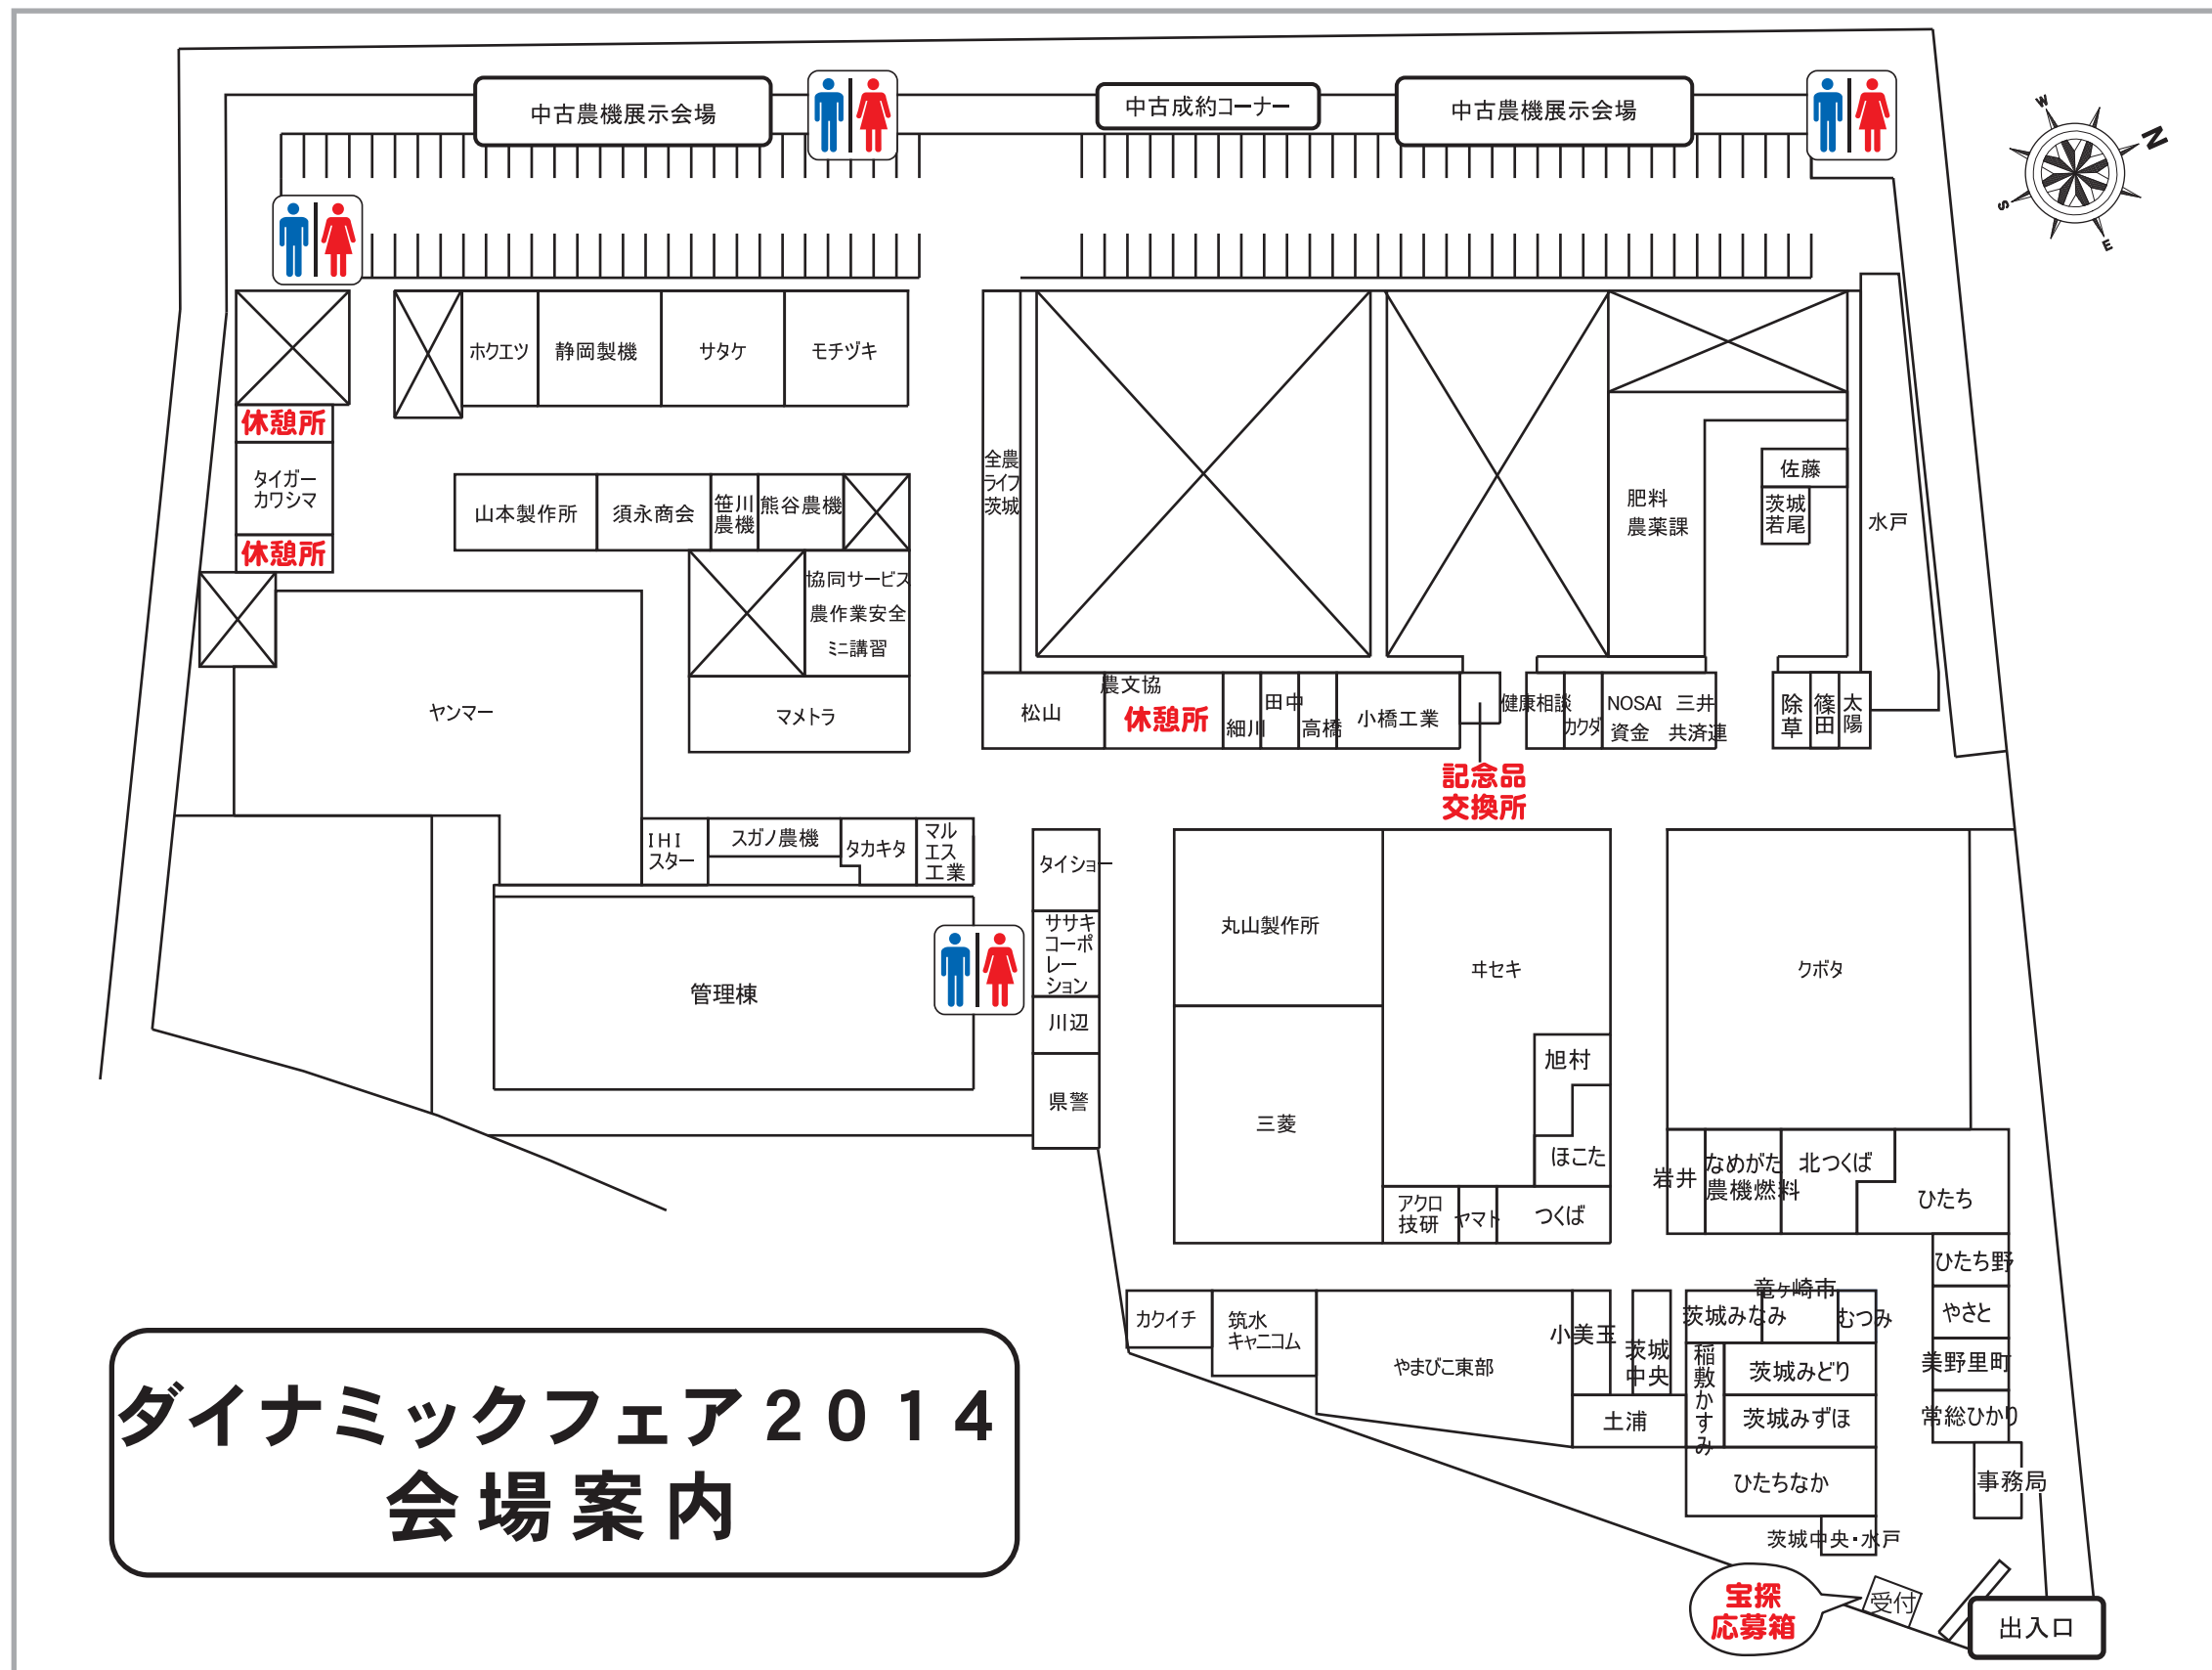 中古農機展示会場
中古成約コーナー
中古農機展示会場
W
N
S
E
ホクエツ
静岡製機
サタケ
モチヅキ
休憩所
タイガー
カワシマ
休憩所
山本製作所
須永商会
笹川
農機
熊谷農機
協同サービス
農作業安全
ミニ講習
マメトラ
ヤンマー
全農
ライフ
茨城
肥料
農薬課
佐藤
茨城
若尾
水戸
松山
農文協
休憩所
細川
田中
高橋
小橋工業
健康相談
カクダ
NOSAI 三井
資金 共済連
除草
篠田
太陽
記念品
交換所
IHI
スター
スガノ農機
タカキタ
マル
エス
工業
管理棟
タイショー
ササキ
コーポ
レー
ション
川辺
県警
丸山製作所
ヰセキ
クボタ
三菱
旭村
ほこた
アクロ
技研
ヤマト
つくば
岩井
なめがた
農機燃料
北つくば
ひたち
ひたち野
やさと
美野里町
常総ひかり
事務局
カクイチ
筑水
キャニコム
やまびこ東部
小美玉
茨城
中央
竜ヶ崎市
茨城みなみ
むつみ
稲敷かすみ
茨城みどり
茨城みずほ
土浦
ひたちなか
茨城中央・水戸
ダイナミックフェア2014
会場案内
宝探
応募箱
受付
出入口